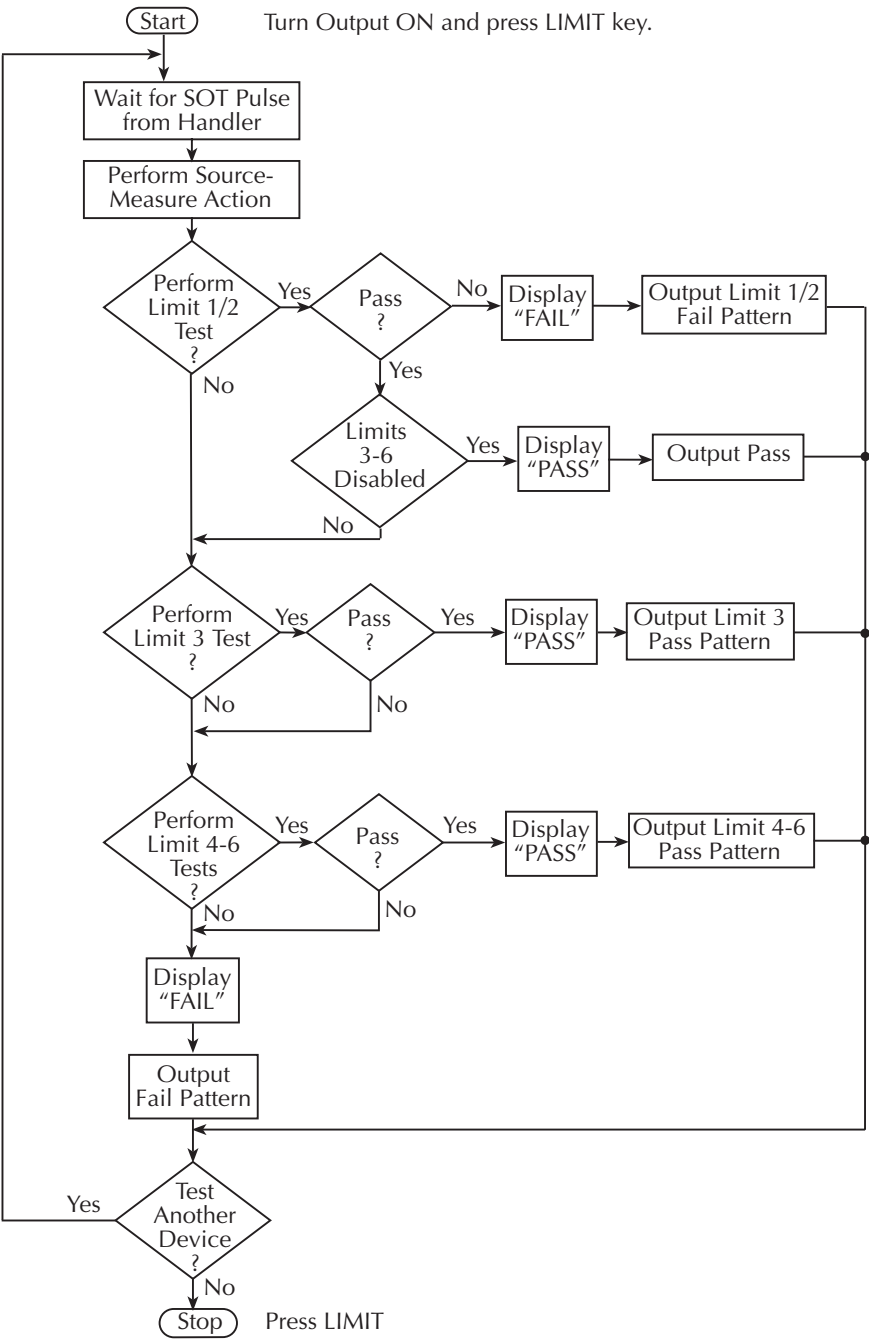 Start
Turn Output ON and press LIMIT key.
Wait for SOT Pulse
from Handler
Perform Source-
Measure Action
Perform
Limit 1/2
Test
?
Yes
No
Pass
?
No
Yes
Display
“FAIL”
Output Limit 1/2
Fail Pattern
Limits
3-6
Disabled
Yes
No
Display
“PASS”
Output Pass
Perform
Limit 3 Test
?
Yes
No
Pass
?
Yes
No
Display
“PASS”
Output Limit 3
Pass Pattern
Perform
Limit 4-6
Tests
?
Yes
No
Pass
?
Yes
No
Display
“PASS”
Output Limit 4-6
Pass Pattern
Display
“FAIL”
Output
Fail Pattern
Test
Another
Device
?
Yes
No
Stop
Press LIMIT